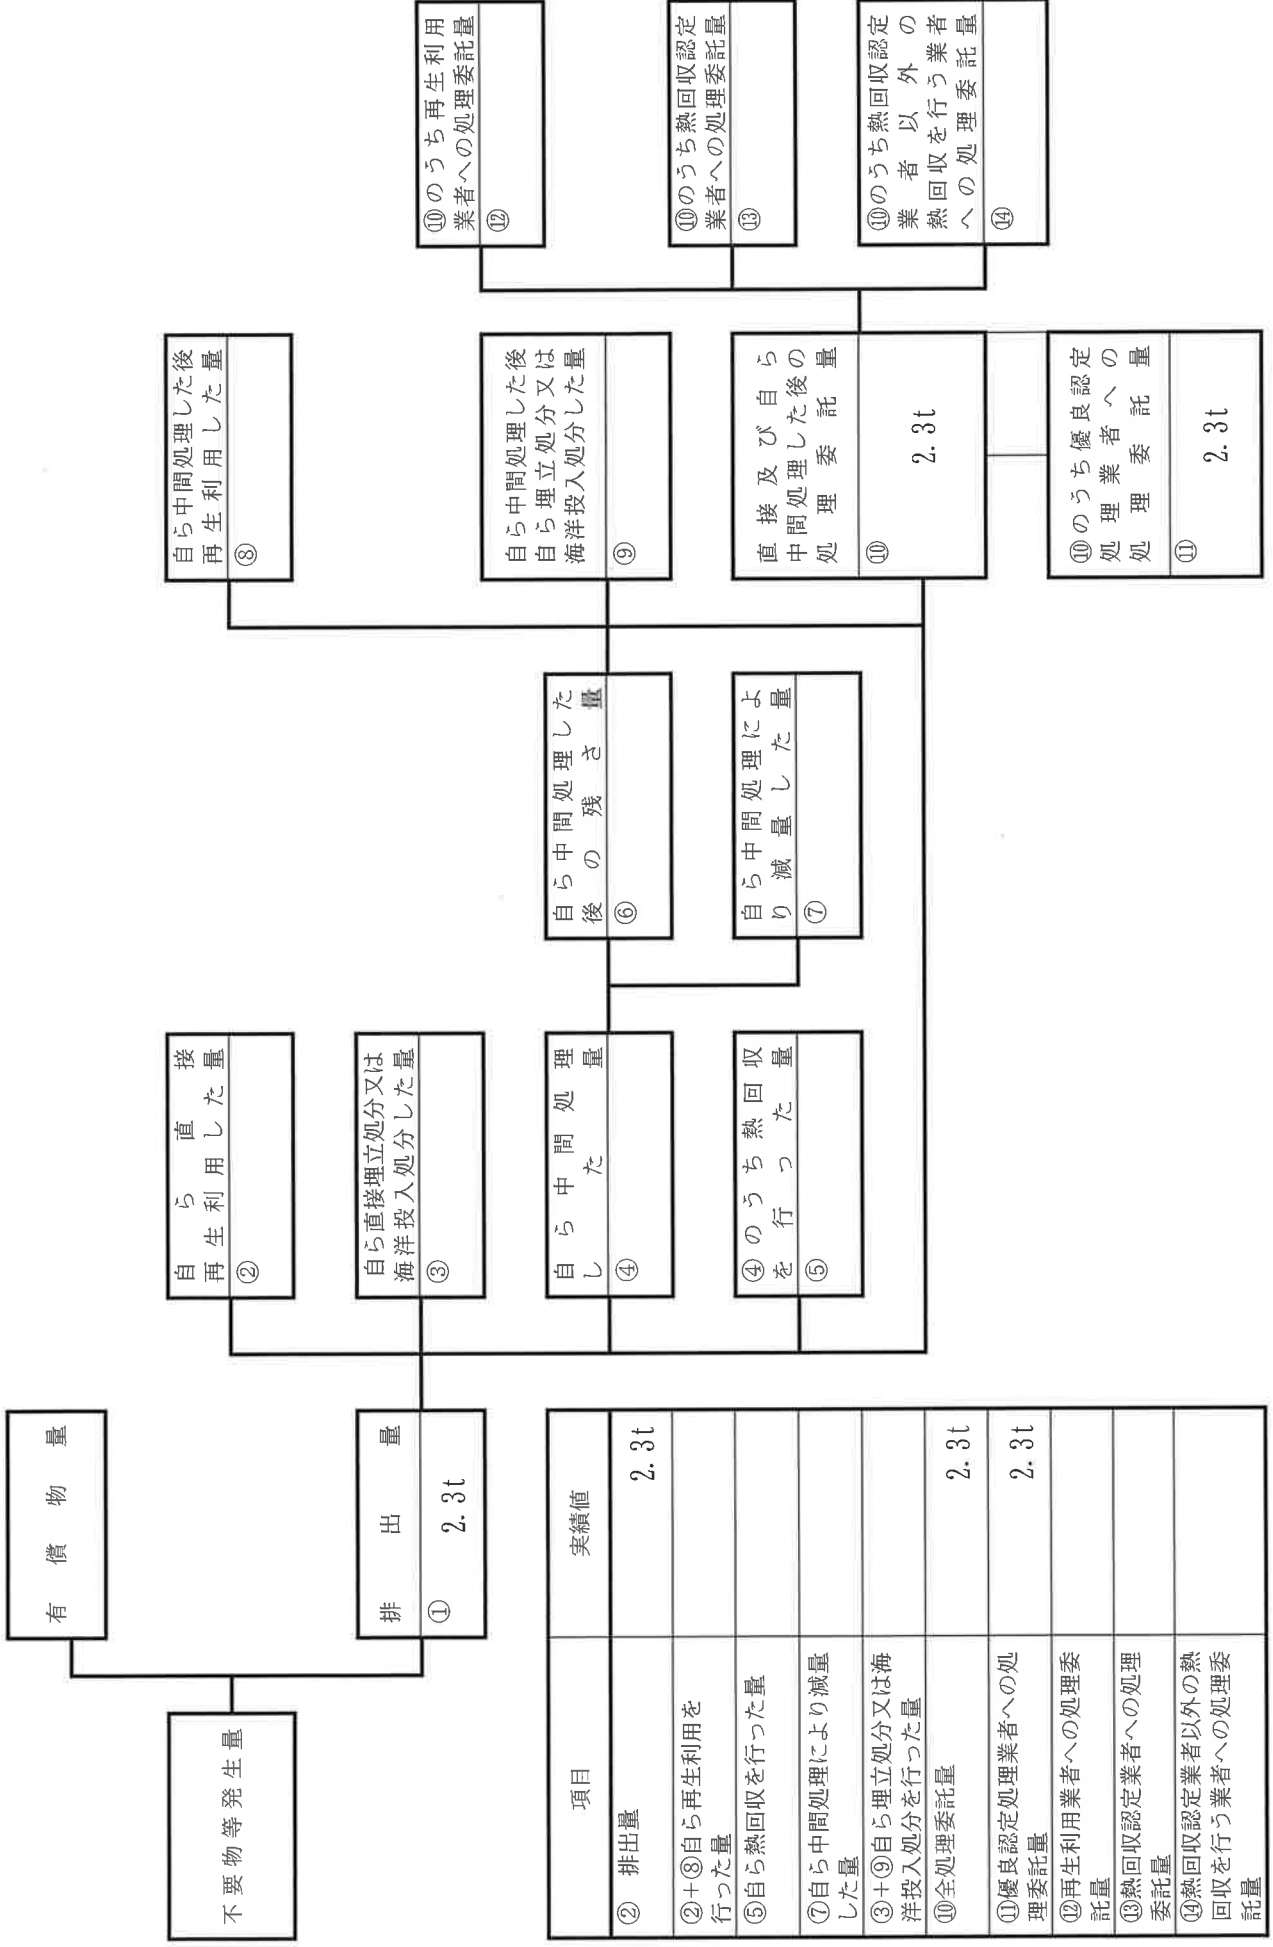 不要物等発生量
有償物量
排出量
①
2.3t
自ら直接
再生利用した量
②
自ら直接埋立処分又は
海洋投入処分した量
③
自ら中間処理
した量
④
④のうち熱回収
を行った量
⑤
自ら中間処理した
後の残さ量
⑥
自ら中間処理によ
り減量した量
⑦
自ら中間処理した後
再生利用した量
⑧
自ら中間処理した後
自ら埋立処分又は
海洋投入処分した量
⑨
直接及び自ら
中間処理した後の
処理委託量
⑩
2.3t
⑩のうち優良認定
処理業者への
処理委託量
⑪
2.3t
⑩のうち再生利用
業者への処理委託量
⑫
⑩のうち熱回収認定
業者への処理委託量
⑬
⑩のうち熱回収認定
業者以外の
熱回収を行う業者
への処理委託量
⑭
項目 実績値
② 排出量 2.3t
②+⑧自ら再生利用を
行った量
⑤自ら熱回収を行った量
⑦自ら中間処理により減量
した量
③+⑨自ら埋立処分又は海
洋投入処分を行った量
⑩全処理委託量 2.3t
⑪優良認定処理業者への処
理委託量 2.3t
⑫再生利用業者への処理委
託量
⑬熱回収認定業者への処理
委託量
⑭熱回収認定業者以外の熱
回収を行う業者への処理委
託量